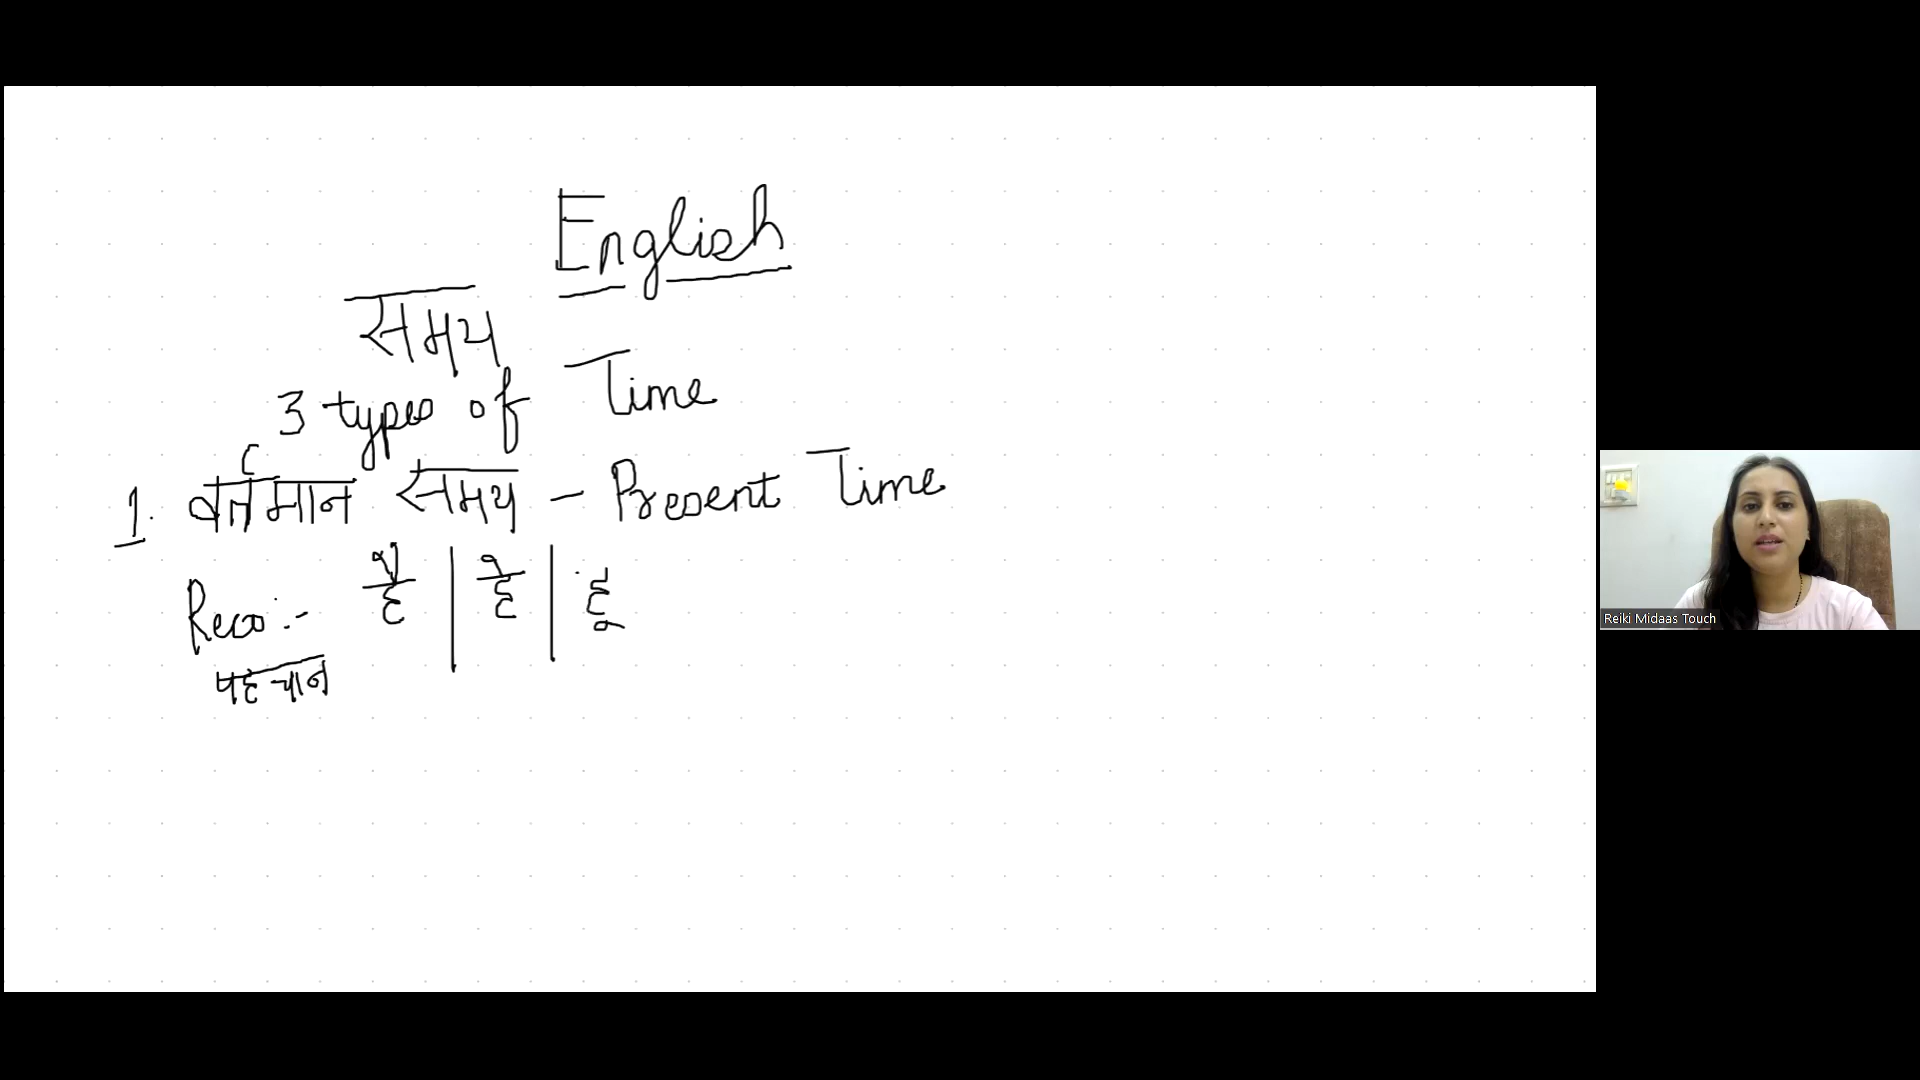 English
समय
3 types of Time
1. वर्तमान समय - Present Time
Reco :- हैं | है | हूँ
पहचान
Reiki Midaas Touch